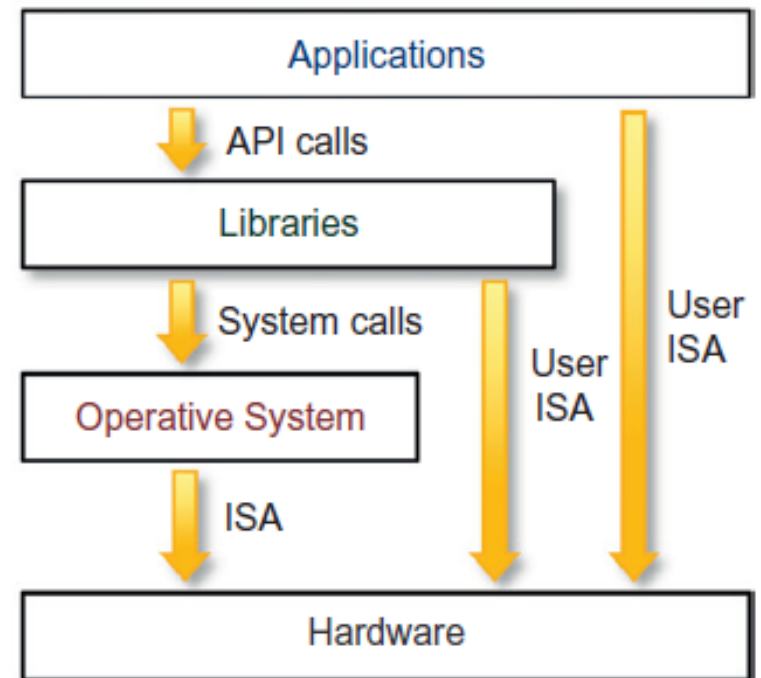 Applications
API calls
Libraries
System calls
User
ISA
User
ISA
Operative System
ISA
Hardware